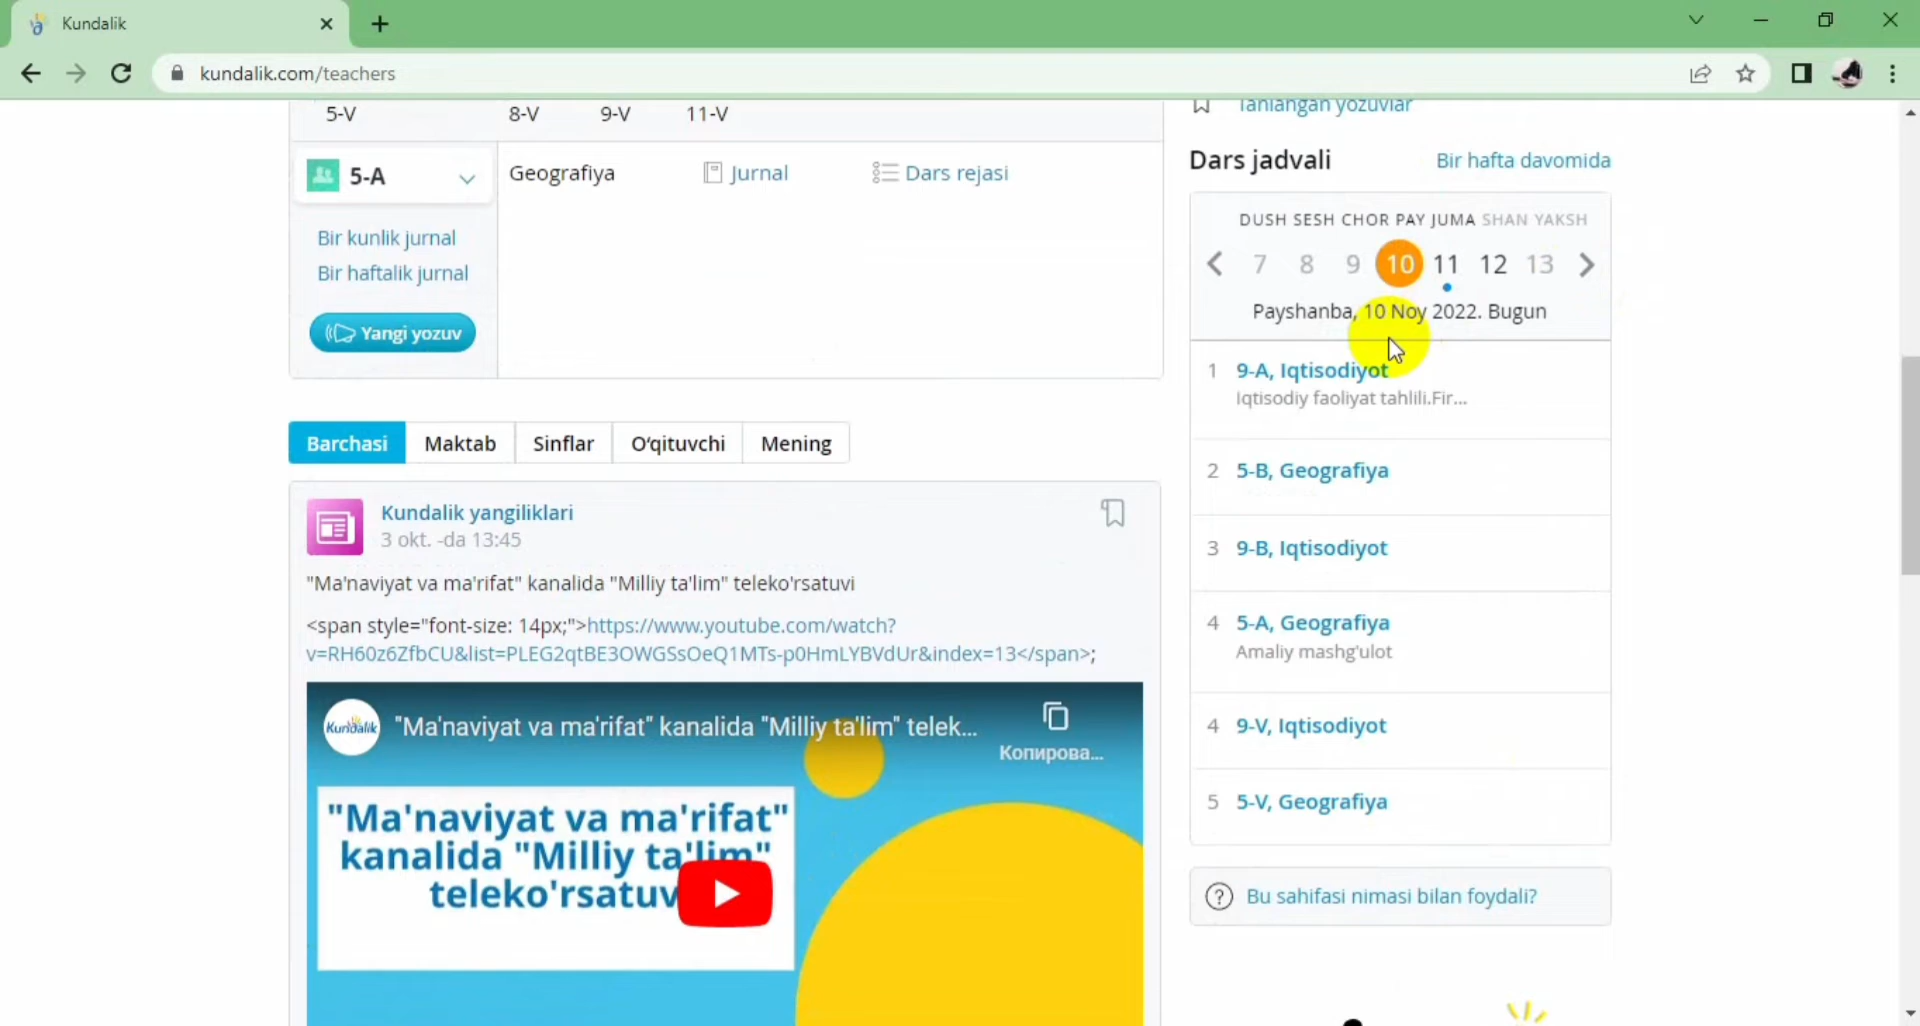 Kundalik
kundalik.com/teachers
5-V 8-V 9-V 11-V
5-A
Geografiya Jurnal Dars rejasi
Bir kunlik jurnal
Bir haftalik jurnal
Yangi yozuv
Barchasi Maktab Sinflar O'qituvchi Mening
Kundalik yangiliklari
3 okt. -da 13:45
"Ma'naviyat va ma'rifat" kanalida "Milliy ta'lim" teleko'rsatuvi
<span style="font-size: 14px;">https://www.youtube.com/watch?
v=RH60z6ZfbCU&list=PLEG2qtBE3OWGSsOeQ1MTs-p0HmLYBVdUr&index=13</span>;
Kundalik
"Ma'naviyat va ma'rifat" kanalida "Milliy ta'lim" telek...
Копирова...
"Ma'naviyat va ma'rifat"
kanalida "Milliy ta'lim"
teleko'rsatuv
Tanlangan yozuvlar
Dars jadvali Bir hafta davomida
DUSH SESH CHOR PAY JUMA SHAN YAKSH
7 8 9 10 11 12 13
Payshanba, 10 Noy 2022. Bugun
1 9-A, Iqtisodiyot
iqtisodiy faoliyat tahlili.Fir...
2 5-B, Geografiya
3 9-B, Iqtisodiyot
4 5-A, Geografiya
Amaliy mashg'ulot
4 9-V, Iqtisodiyot
5 5-V, Geografiya
Bu sahifasi nimasi bilan foydali?